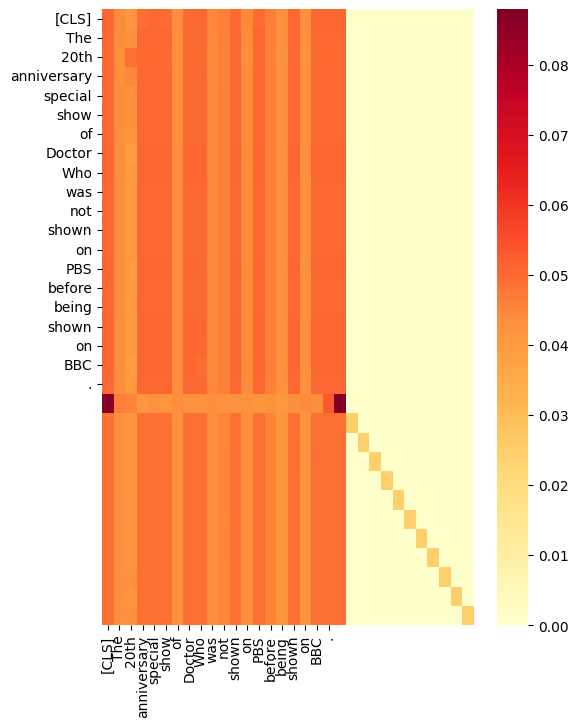 [CLS]
The
20th
anniversary
special
show
of
Doctor
Who
was
not
shown
on
PBS
before
being
shown
on
BBC
.
[CLS]
The
20th
anniversary
special
show
of
Doctor
Who
was
not
shown
on
PBS
before
being
shown
on
BBC
.
0.08
0.07
0.06
0.05
0.04
0.03
0.02
0.01
0.00